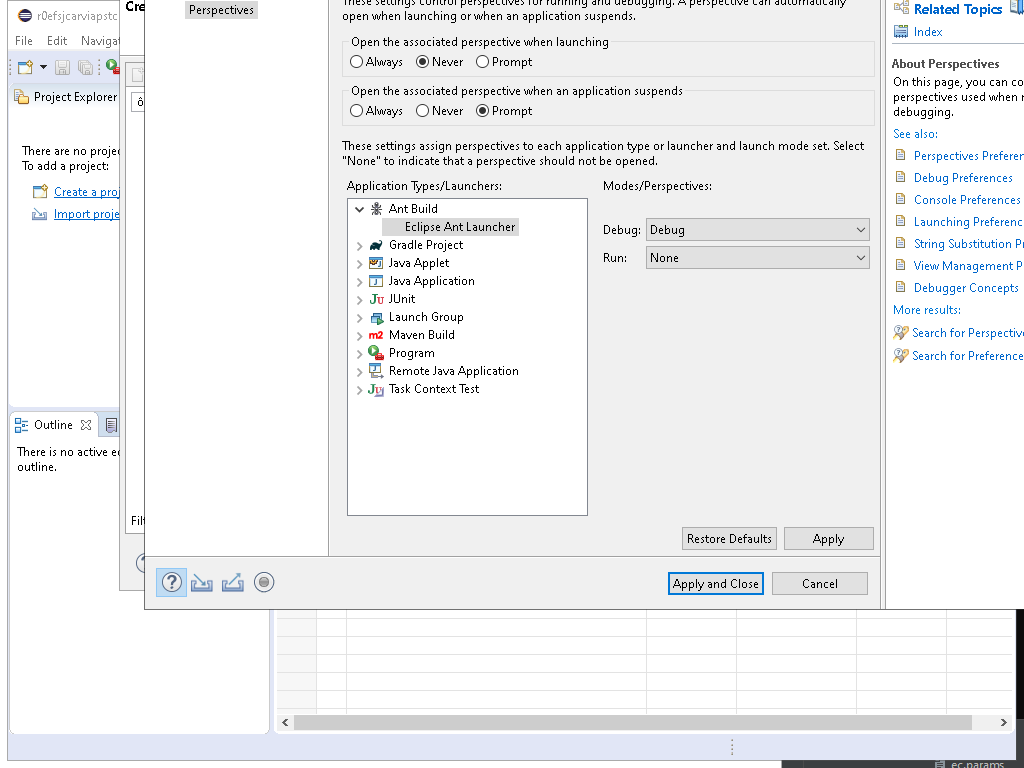 r0efsjcarviapstc
File Edit Naviga
Project Explorer
There are no proje
To add a project:
Create a proj
Import proje
Outline
There is no active e
outline.
Cre
Filt
Perspectives
These settings control perspectives for running and debugging. A perspective can automatically
open when launching or when an application suspends.
Open the associated perspective when launching
Always Never Prompt
Open the associated perspective when an application suspends
Always Never Prompt
These settings assign perspectives to each application type or launcher and launch mode set. Select
"None" to indicate that a perspective should not be opened.
Application Types/Launchers:
Ant Build
Eclipse Ant Launcher
Gradle Project
Java Applet
Java Application
JUnit
Launch Group
m2 Maven Build
Program
Remote Java Application
Task Context Test
Modes/Perspectives:
Debug: Debug
Run: None
Restore Defaults Apply
Apply and Close Cancel
Related Topics
Index
About Perspectives
On this page, you can co
perspectives used when r
debugging.
See also:
Perspectives Preferen
Debug Preferences
Console Preferences
Launching Preferenc
String Substitution P
View Management P
Debugger Concepts
More results:
Search for Perspective
Search for Preference
ec.params